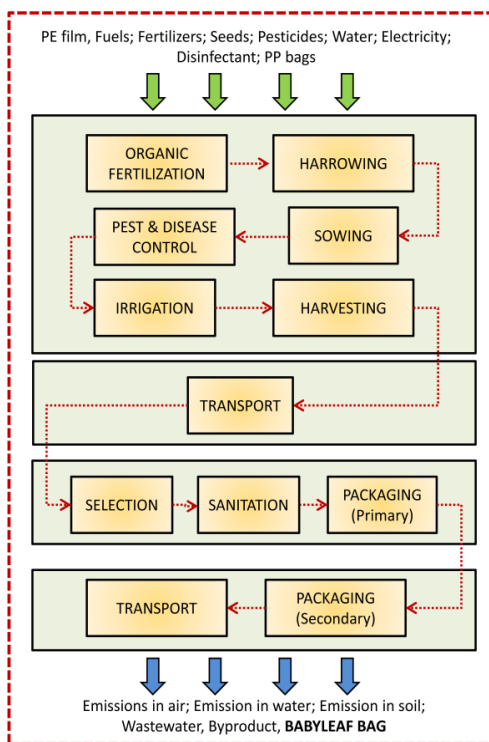 PE film, Fuels; Fertilizers; Seeds; Pesticides; Water; Electricity;
Disinfectant; PP bags
ORGANIC
FERTILIZATION
HARROWING
PEST & DISEASE
CONTROL
SOWING
IRRIGATION
HARVESTING
TRANSPORT
SELECTION
SANITATION
PACKAGING
(Primary)
TRANSPORT
PACKAGING
(Secondary)
Emissions in air; Emission in water; Emission in soil;
Wastewater, Byproduct, BABYLEAF BAG